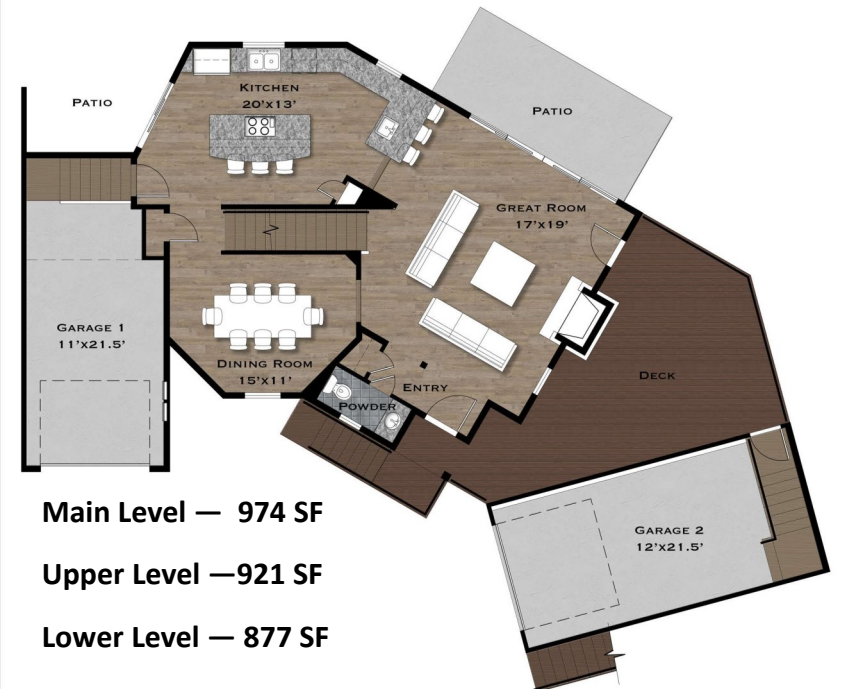 PATIO
KITCHEN
20'X13'
PATIO
GREAT ROOM
17'X19'
GARAGE 1
11'X21.5'
DINING ROOM
15'X11'
ENTRY
POWDER
DECK
GARAGE 2
12'X21.5'
Main Level — 974 SF
Upper Level —921 SF
Lower Level — 877 SF